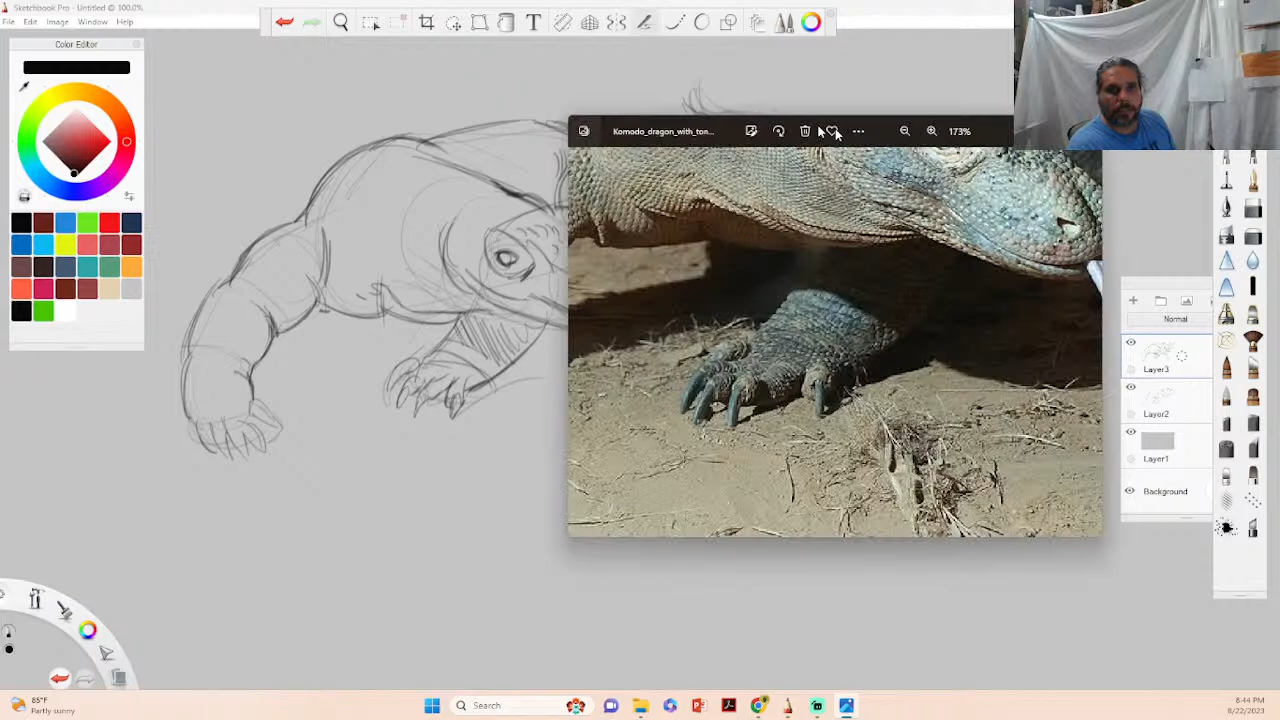 Sketchbook Pro - Untitled @ 100.0%
File Edit Image Window Help
Color Editor
T
Komodo_dragon_with_ton...
173%
Normal
Layer3
Layer2
Layer1
Background
85°F
Partly sunny
Search
8:44 PM
8/22/2023